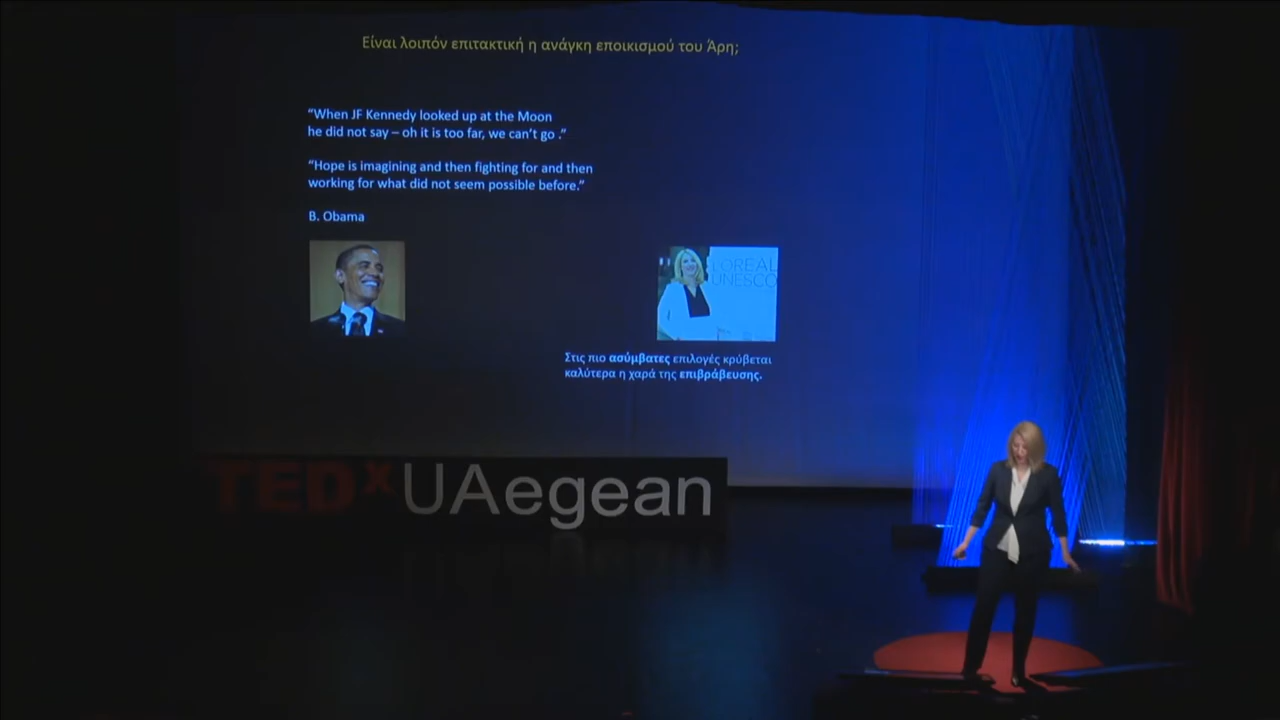 Είναι λοιπόν επιτακτική η ανάγκη εποικισμού του Άρη;
“When JF Kennedy looked up at the Moon
he did not say – oh it is too far, we can’t go .”
“Hope is imagining and then fighting for and then
working for what did not seem possible before.”
B. Obama
L'ORÉAL
UNESCO
Στις πιο ασύμβατες επιλογές κρύβεται
καλύτερα η χαρά της επιβράβευσης.
TEDxUAegean